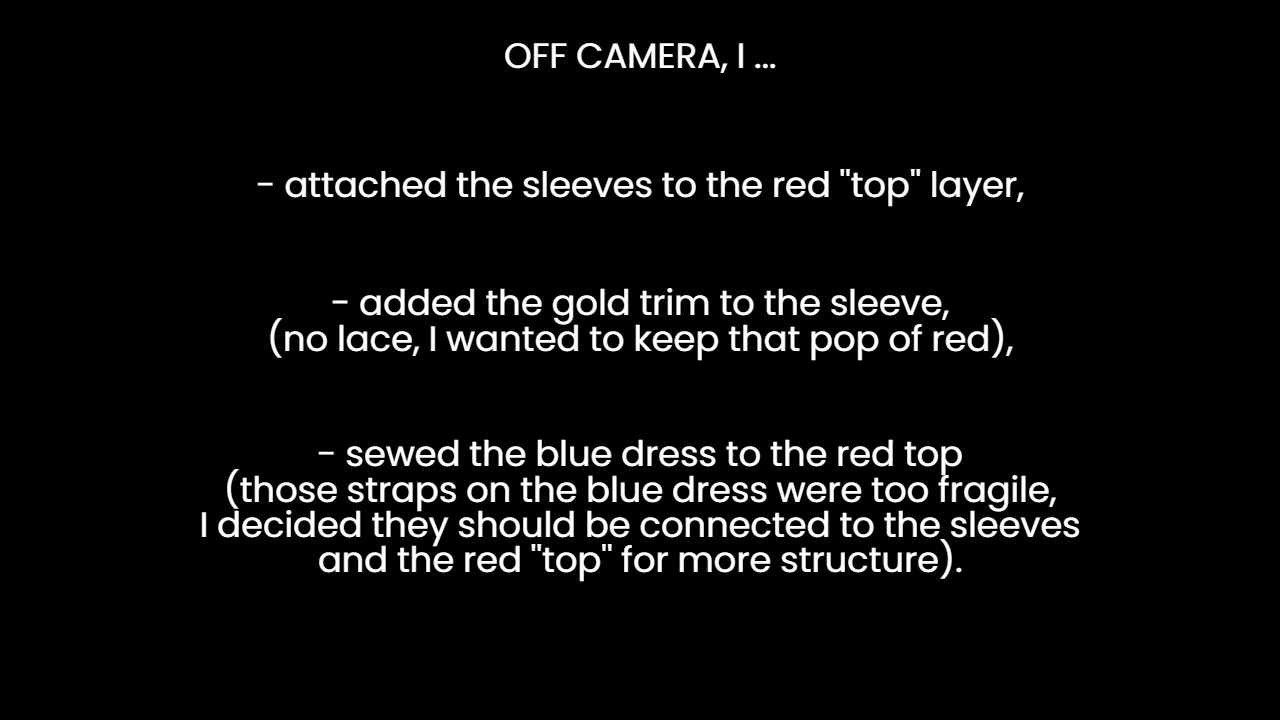 OFF CAMERA, I ...
- attached the sleeves to the red "top" layer,
- added the gold trim to the sleeve,
(no lace, I wanted to keep that pop of red),
- sewed the blue dress to the red top
(those straps on the blue dress were too fragile,
I decided they should be connected to the sleeves
and the red "top" for more structure).